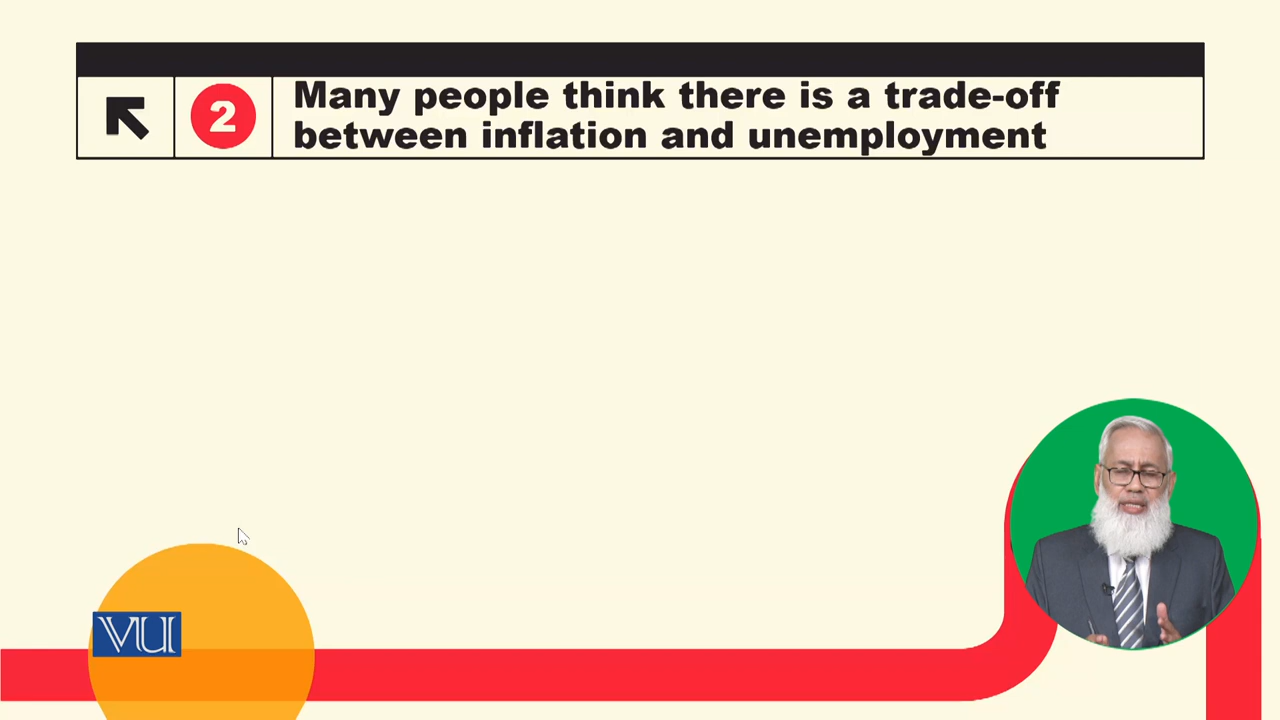 2
Many people think there is a trade-off
between inflation and unemployment
VU